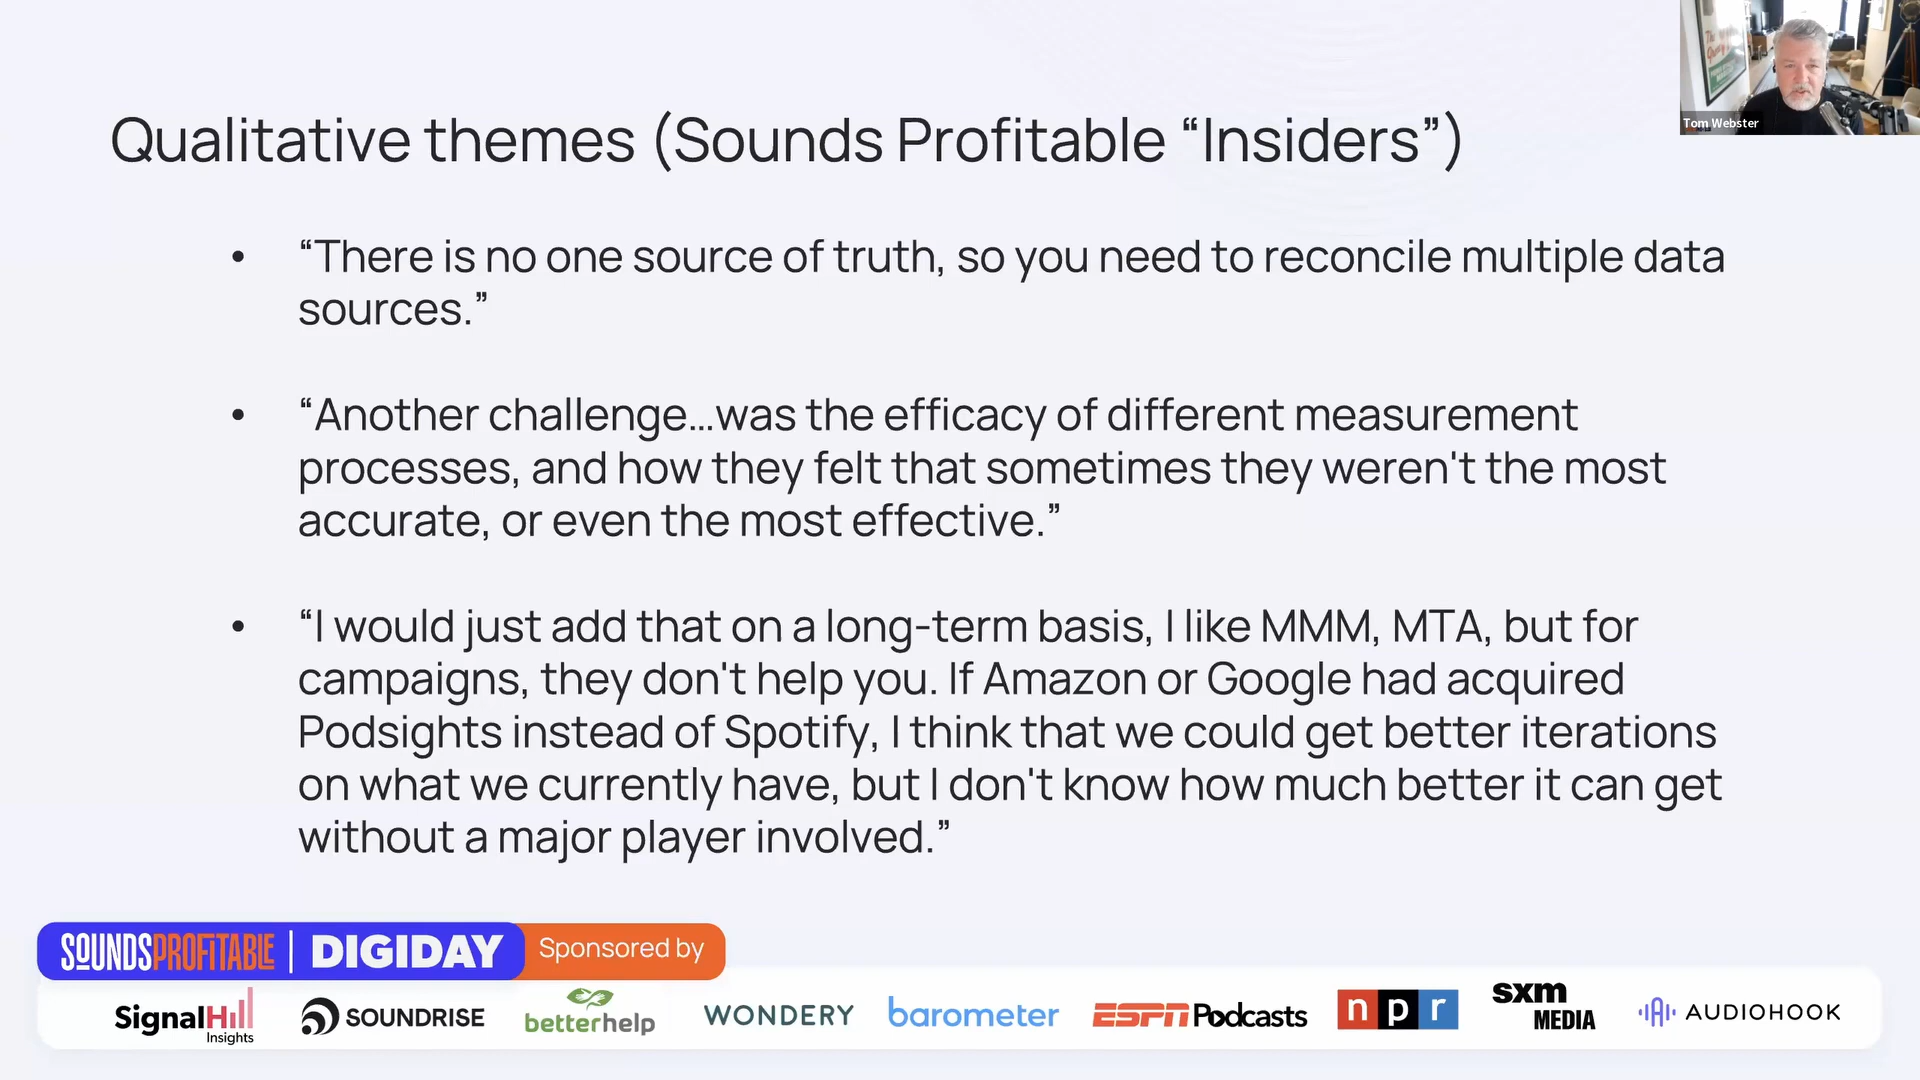 Qualitative themes (Sounds Profitable “Insiders”)
Tom Webster
• “There is no one source of truth, so you need to reconcile multiple data
sources.”
• “Another challenge...was the efficacy of different measurement
processes, and how they felt that sometimes they weren't the most
accurate, or even the most effective.”
• “I would just add that on a long-term basis, I like MMM, MTA, but for
campaigns, they don't help you. If Amazon or Google had acquired
Podsights instead of Spotify, I think that we could get better iterations
on what we currently have, but I don't know how much better it can get
without a major player involved.”
SOUNDSPROFITABLE | DIGIDAY Sponsored by
SignalHill
Insights
SOUNDRISE
betterhelp
WONDERY
barometer
ESPN Podcasts
npr
sxm
MEDIA
AUDIOHOOK